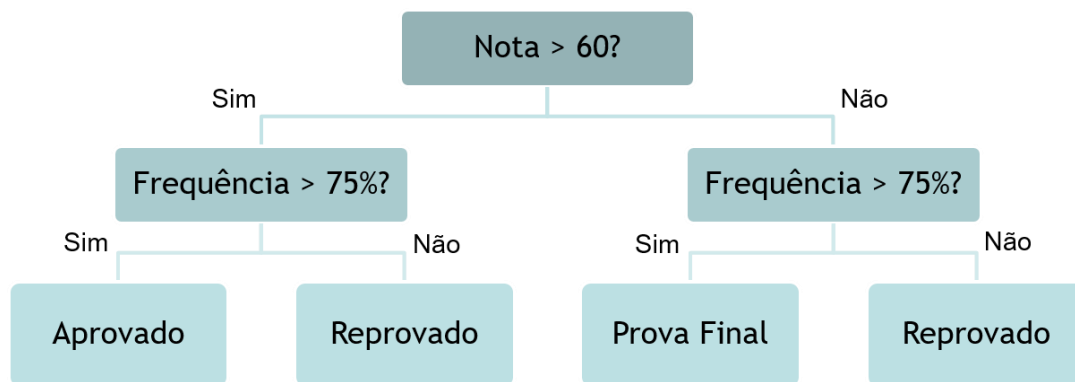 Nota > 60?
Sim
Não
Frequência > 75%?
Frequência > 75%?
Sim
Não
Sim
Não
Aprovado
Reprovado
Prova Final
Reprovado